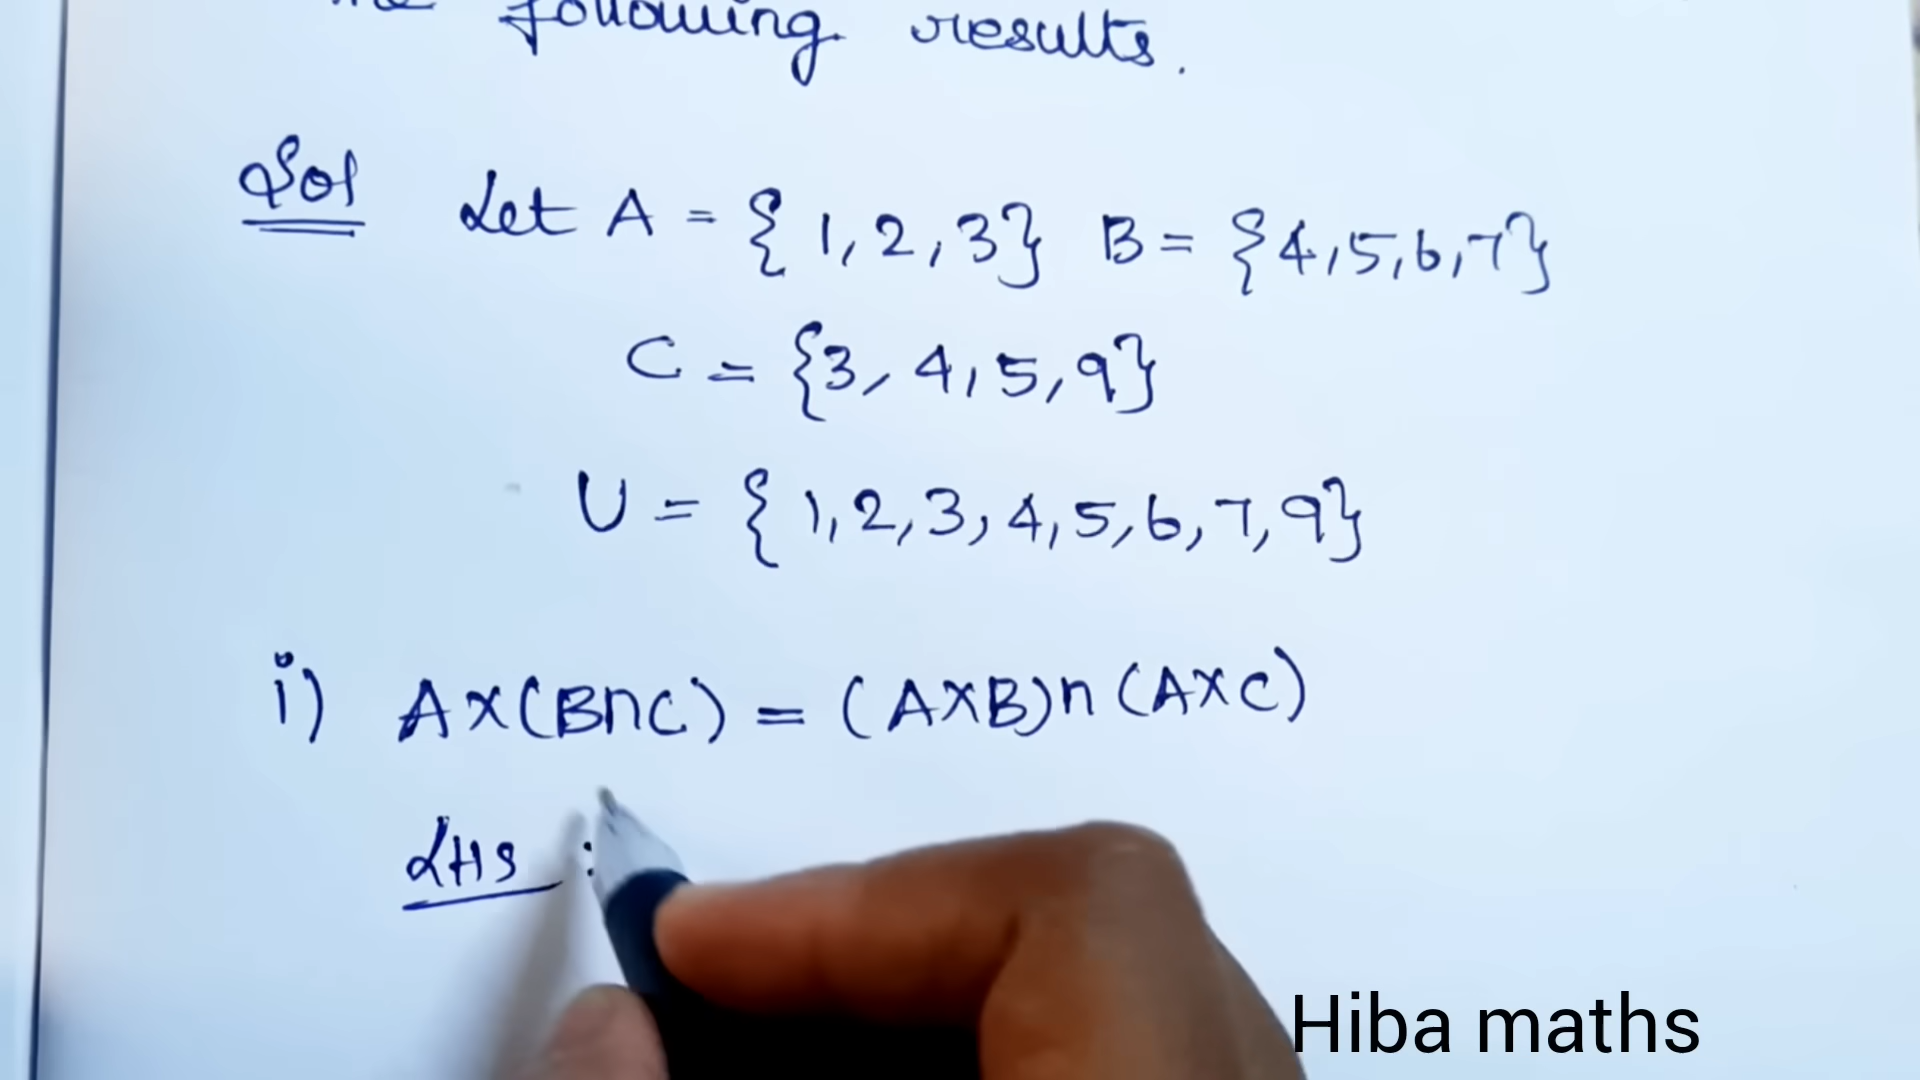 following results.
Sol Let A = { 1, 2, 3} B = {4,5,6,7}
C = {3, 4, 5, 9}
U = { 1, 2, 3, 4, 5, 6, 7, 9}
i) A×(B∩C) = (A×B)∩(A×C)
LHS :
Hiba maths